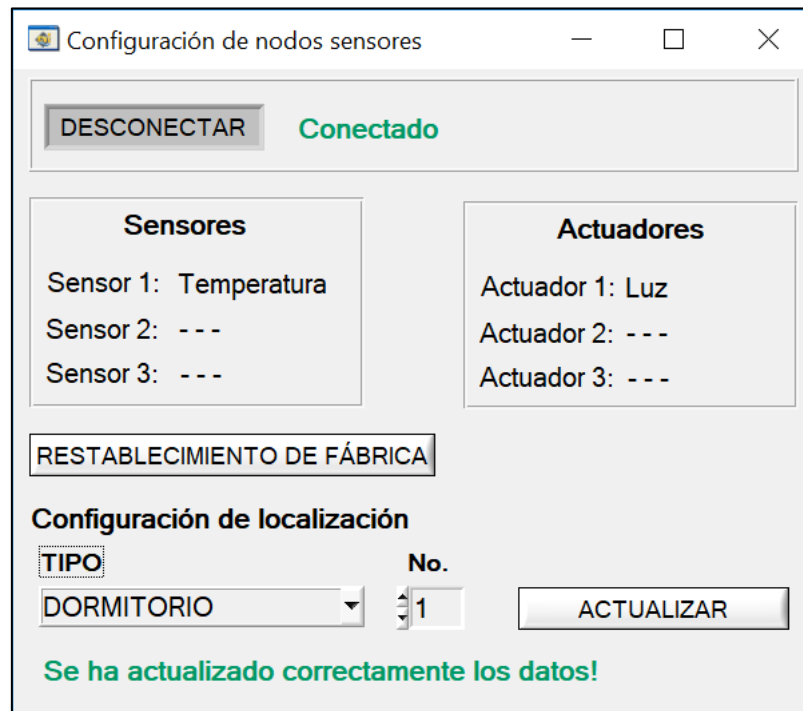 Configuración de nodos sensores
DESCONECTAR Conectado
Sensores
Sensor 1: Temperatura
Sensor 2: - - -
Sensor 3: - - -
Actuadores
Actuador 1: Luz
Actuador 2: - - -
Actuador 3: - - -
RESTABLECIMIENTO DE FÁBRICA
Configuración de localización
TIPO No.
DORMITORIO 1 ACTUALIZAR
Se ha actualizado correctamente los datos!